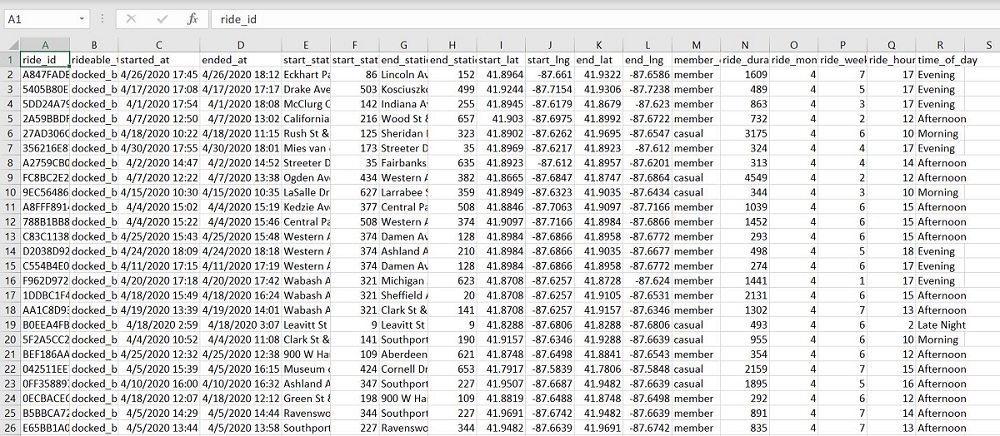 A1 fx ride_id
A B C D E F G H I J K L M N O P Q R S
1 ride_id rideable_ started_at ended_at start_stat start_stat end_static end_static start_lat start_lng end_lat end_lng member_ ride_dura ride_mon ride_week ride_hour time_of_day
2 A847FADE docked_b 4/26/2020 17:45 4/26/2020 18:12 Eckhart Pa 86 Lincoln Av 152 41.8964 -87.661 41.9322 -87.6586 member 1609 4 7 17 Evening
3 5405B80E docked_b 4/17/2020 17:08 4/17/2020 17:17 Drake Ave 503 Kosciuszk 499 41.9244 -87.7154 41.9306 -87.7238 member 489 4 5 17 Evening
4 5DD24A79 docked_b 4/1/2020 17:54 4/1/2020 18:08 McClurg C 142 Indiana Av 255 41.8945 -87.6179 41.8679 -87.623 member 863 4 3 17 Evening
5 2A59BBDF docked_b 4/7/2020 12:50 4/7/2020 13:02 California 216 Wood St & 657 41.903 -87.6975 41.8992 -87.6722 member 732 4 2 12 Afternoon
6 27AD306C docked_b 4/18/2020 10:22 4/18/2020 11:15 Rush St & 125 Sheridan 323 41.8902 -87.6262 41.9695 -87.6547 casual 3175 4 6 10 Morning
7 356216E8 docked_b 4/30/2020 17:55 4/30/2020 18:01 Mies van 173 Streeter D 35 41.8969 -87.6217 41.8923 -87.612 member 324 4 4 17 Evening
8 A2759CB0 docked_b 4/2/2020 14:47 4/2/2020 14:52 Streeter D 35 Fairbanks 635 41.8923 -87.612 41.8957 -87.6201 member 313 4 4 14 Afternoon
9 FC8BC2E2 docked_b 4/7/2020 12:22 4/7/2020 13:38 Ogden Av 434 Western A 382 41.8665 -87.6847 41.8747 -87.6864 casual 4549 4 2 12 Afternoon
10 9EC56486 docked_b 4/15/2020 10:30 4/15/2020 10:35 LaSalle Dr 627 Larrabee S 359 41.8949 -87.6323 41.9035 -87.6434 casual 344 4 3 10 Morning
11 A8FFF891 docked_b 4/4/2020 15:02 4/4/2020 15:19 Kedzie Ave 377 Central Pa 508 41.8846 -87.7063 41.9097 -87.7166 member 1039 4 6 15 Afternoon
12 788B1BB8 docked_b 4/4/2020 15:22 4/4/2020 15:46 Central Pa 508 Western A 374 41.9097 -87.7166 41.8984 -87.6866 member 1452 4 6 15 Afternoon
13 C83C1138 docked_b 4/25/2020 15:43 4/25/2020 15:48 Western A 374 Damen Av 128 41.8984 -87.6866 41.8958 -87.6772 member 293 4 6 15 Afternoon
14 D2038D92 docked_b 4/24/2020 18:09 4/24/2020 18:18 Western A 374 Ashland A 210 41.8984 -87.6866 41.9035 -87.6677 member 498 4 5 18 Evening
15 C554B4E0 docked_b 4/11/2020 17:15 4/11/2020 17:19 Western A 374 Damen Av 128 41.8984 -87.6866 41.8958 -87.6772 member 274 4 6 17 Evening
16 F962D972 docked_b 4/20/2020 17:18 4/20/2020 17:42 Wabash A 321 Michigan 623 41.8708 -87.6257 41.8728 -87.624 member 1441 4 1 17 Evening
17 1DDBC1F4 docked_b 4/18/2020 15:49 4/18/2020 16:24 Wabash A 321 Sheffield A 20 41.8708 -87.6257 41.9105 -87.6531 member 2131 4 6 15 Afternoon
18 AA1C8D93 docked_b 4/19/2020 13:39 4/19/2020 14:01 Wabash A 321 Clark St & 141 41.8708 -87.6257 41.9157 -87.6346 member 1302 4 7 13 Afternoon
19 B0EEA4FB docked_b 4/18/2020 2:59 4/18/2020 3:07 Leavitt St 9 Leavitt St 9 41.8288 -87.6806 41.8288 -87.6806 casual 493 4 6 2 Late Night
20 5F2A5CC2 docked_b 4/4/2020 10:52 4/4/2020 11:08 Clark St & 141 Southport 190 41.9157 -87.6346 41.9288 -87.6639 casual 955 4 6 10 Morning
21 BEF186AA docked_b 4/25/2020 12:32 4/25/2020 12:38 900 W Ha 109 Aberdeen 621 41.8748 -87.6498 41.8841 -87.6543 member 354 4 6 12 Afternoon
22 042511EE docked_b 4/5/2020 15:39 4/5/2020 16:15 Museum 424 Cornell Dr 653 41.7917 -87.5839 41.7806 -87.5848 casual 2159 4 7 15 Afternoon
23 0FF35889 docked_b 4/10/2020 16:00 4/10/2020 16:32 Ashland A 347 Southport 227 41.9507 -87.6687 41.9482 -87.6639 casual 1895 4 5 16 Afternoon
24 0ECBACEC docked_b 4/18/2020 12:07 4/18/2020 12:12 Green St & 198 900 W Ha 109 41.8819 -87.6488 41.8748 -87.6498 member 292 4 6 12 Afternoon
25 B5BBCA72 docked_b 4/5/2020 14:29 4/5/2020 14:44 Ravenswo 344 Southport 227 41.9691 -87.6742 41.9482 -87.6639 member 891 4 7 14 Afternoon
26 E65BB1A0 docked_b 4/5/2020 13:44 4/5/2020 13:58 Southport 227 Ravenswo 344 41.9482 -87.6639 41.9691 -87.6742 member 835 4 7 13 Afternoon